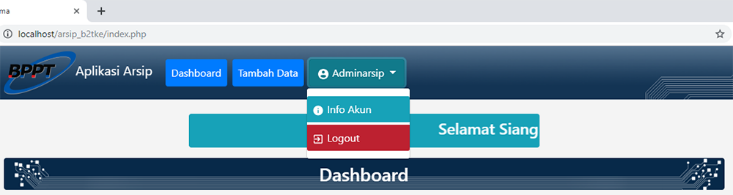 ma
localhost/arsip_b2tke/index.php
BPPT Aplikasi Arsip Dashboard Tambah Data Adminarsip
Info Akun
Logout
Selamat Siang
Dashboard